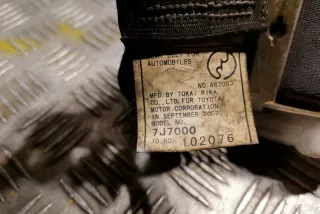 SEAT BELT FOR
AUTOMOBILES
NO.
MFD. BY TOKAI RIKA
CO., LTD. FOR TOYOTA
MOTOR CORPORATION
IN SEPTEMBER 2002
MODEL NO.
7J7000
ID.NO. 102076